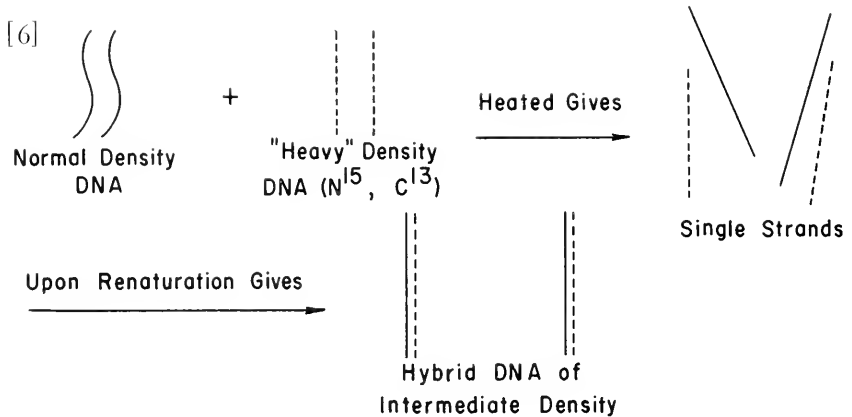 [6]
+
Normal Density
DNA
"Heavy" Density
DNA (N15, C13)
Heated Gives
Single Strands
Upon Renaturation Gives
Hybrid DNA of
Intermediate Density